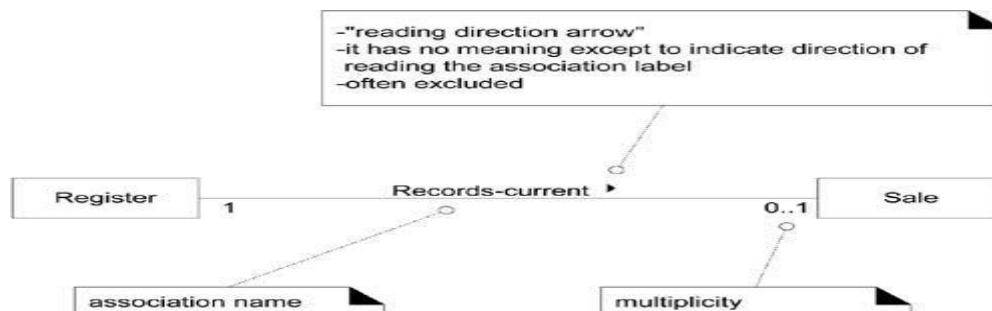 -"reading direction arrow"
-it has no meaning except to indicate direction of
reading the association label
-often excluded
Records-current
Register
Sale
1
0..1
association name
multiplicity